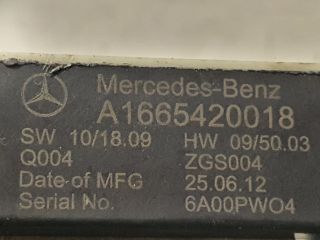 Mercedes-Benz
A1665420018
SW 10/18.09 HW 09/50.03
Q004 ZGS004
Date of MFG 25.06.12
Serial No. 6A00PWO4